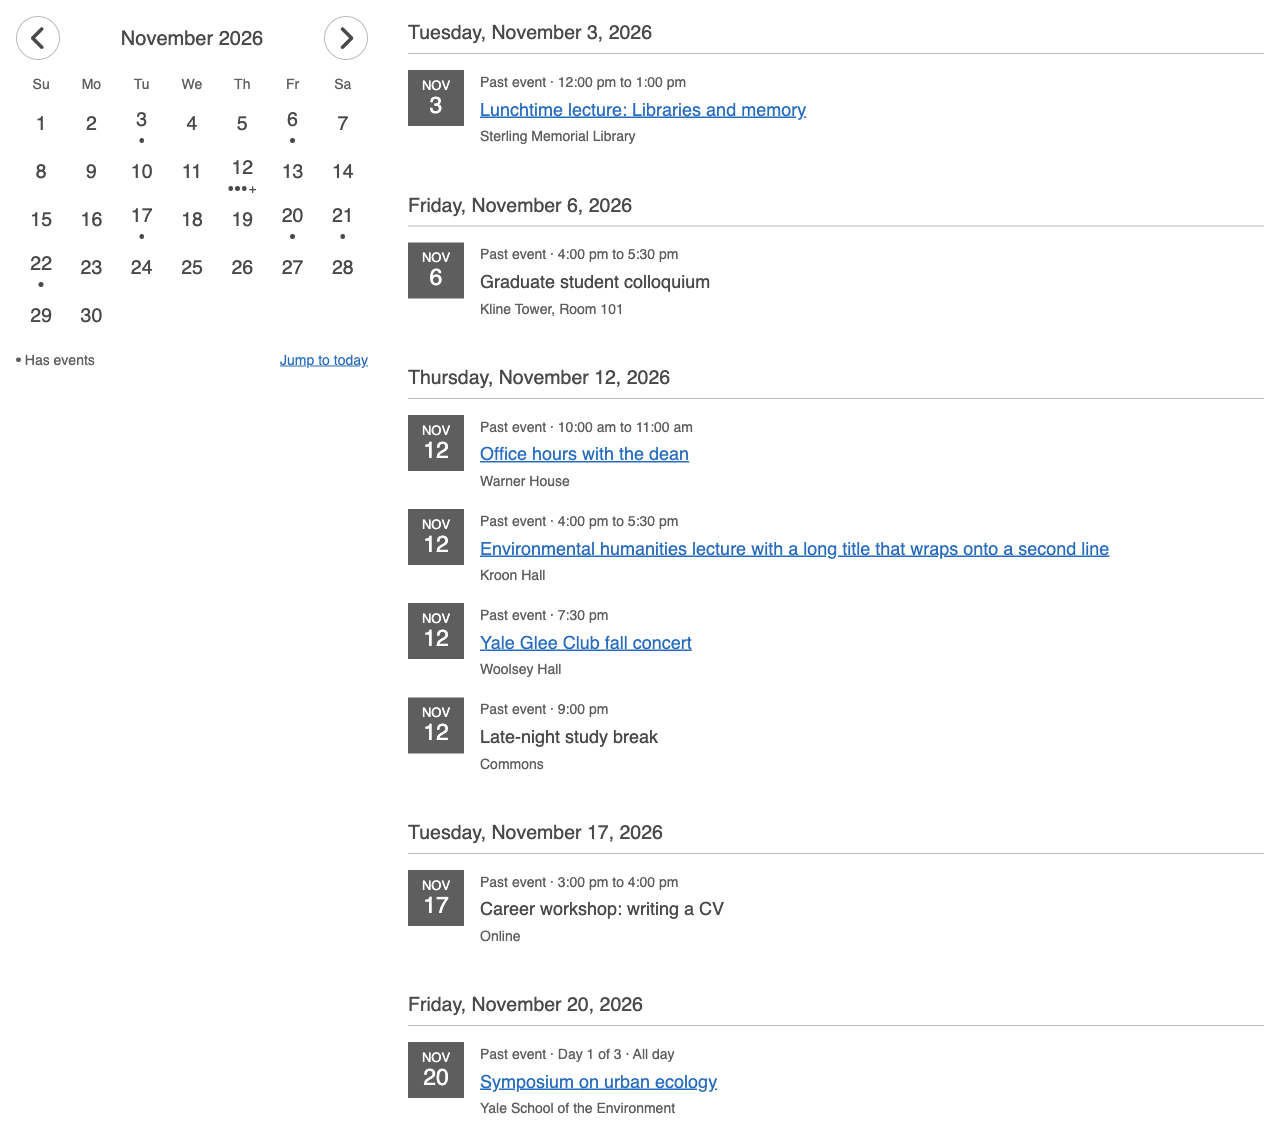 November 2026
Su Mo Tu We Th Fr Sa
1 2 3 4 5 6 7
8 9 10 11 12 13 14
+
15 16 17 18 19 20 21
22 23 24 25 26 27 28
29 30
• Has events
Jump to today
Tuesday, November 3, 2026
NOV
3
Past event · 12:00 pm to 1:00 pm
Lunchtime lecture: Libraries and memory
Sterling Memorial Library
Friday, November 6, 2026
NOV
6
Past event · 4:00 pm to 5:30 pm
Graduate student colloquium
Kline Tower, Room 101
Thursday, November 12, 2026
NOV
12
Past event · 10:00 am to 11:00 am
Office hours with the dean
Warner House
NOV
12
Past event · 4:00 pm to 5:30 pm
Environmental humanities lecture with a long title that wraps onto a second line
Kroon Hall
NOV
12
Past event · 7:30 pm
Yale Glee Club fall concert
Woolsey Hall
NOV
12
Past event · 9:00 pm
Late-night study break
Commons
Tuesday, November 17, 2026
NOV
17
Past event · 3:00 pm to 4:00 pm
Career workshop: writing a CV
Online
Friday, November 20, 2026
NOV
20
Past event · Day 1 of 3 · All day
Symposium on urban ecology
Yale School of the Environment